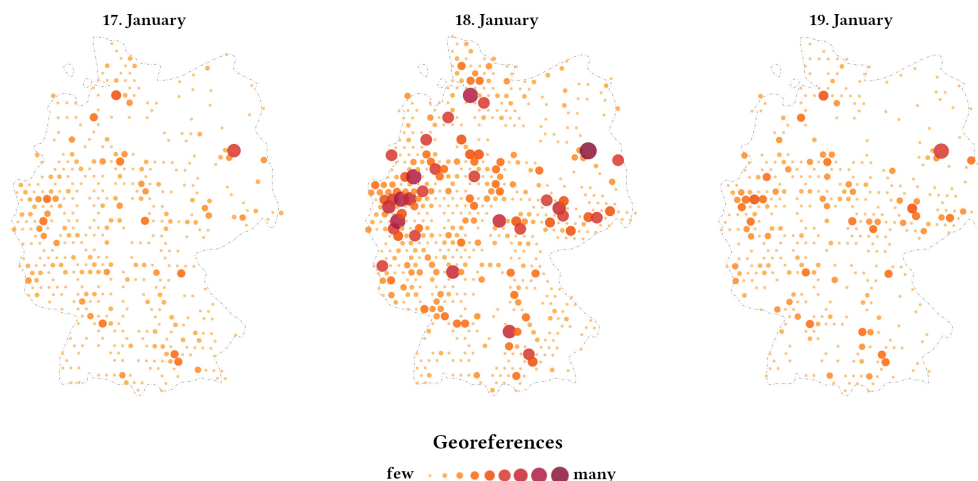 17. January
18. January
19. January
Georeferences
few
many